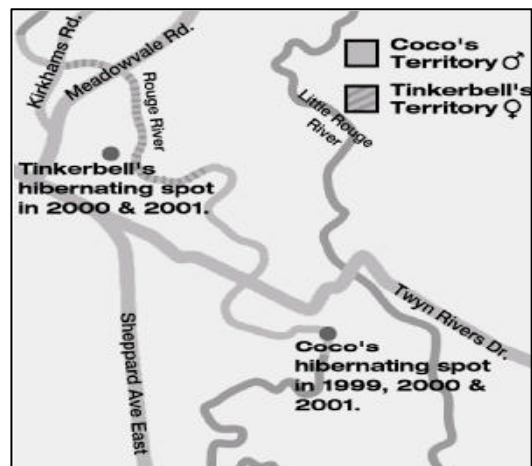 Kirkhams Rd.
Meadowvale Rd.
Rouge River
Little Rouge
River
Coco's
Territory ♂
Tinkerbell's
Territory ♀
Tinkerbell's
hibernating spot
in 2000 & 2001.
Sheppard Ave East
Twyn Rivers Dr.
Coco's
hibernating spot
in 1999, 2000 &
2001.